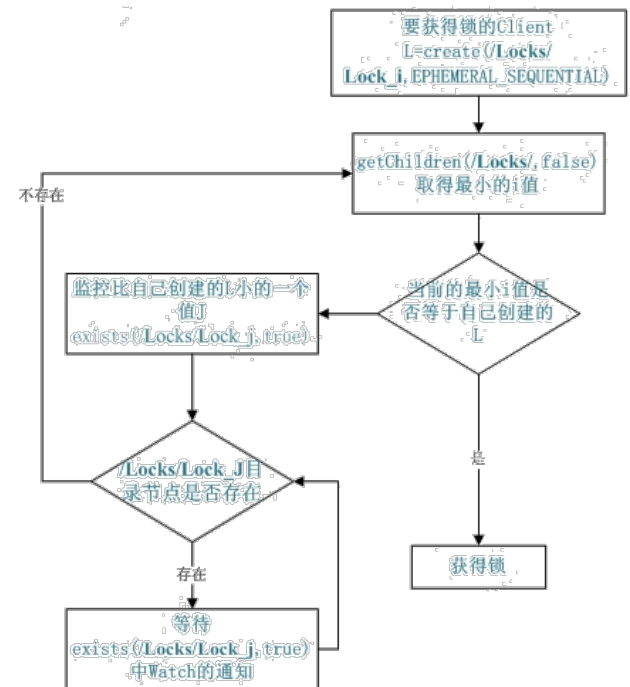 要获得锁的Client
L=create(/Locks/
Lock_i,EPHEMERAL_SEQUENTIAL)
getChildren(/Locks/,false)
取得最小的i值
不存在
当前的最小i值是
否等于自己创建的
L
监控比自己创建的L小的一个
值J
exists(/Locks/Lock_j,true)
/Locks/Lock_J目
录节点是否存在
是
存在
获得锁
等待
exists(/Locks/Lock_j,true)
中Watch的通知